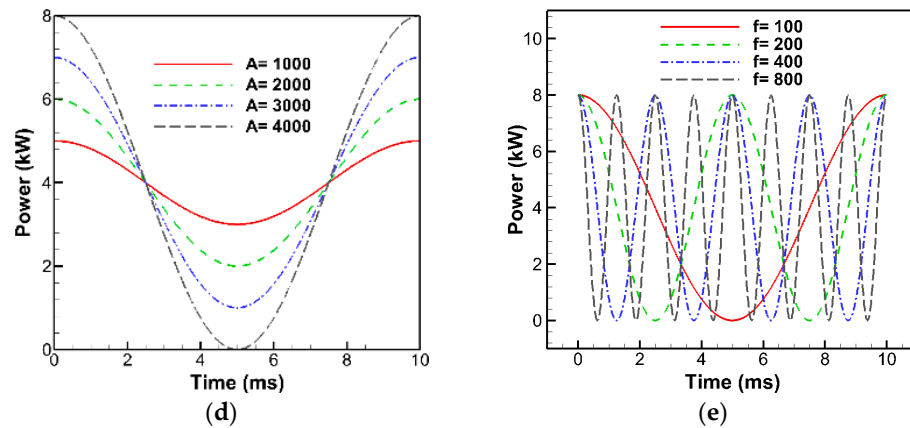 8
6
4
2
0
Power (kW)
A= 1000
A= 2000
A= 3000
A= 4000
0 2 4 6 8 10
Time (ms)
(d)
10
8
6
4
2
0
Power (kW)
f= 100
f= 200
f= 400
f= 800
0 2 4 6 8 10
Time (ms)
(e)